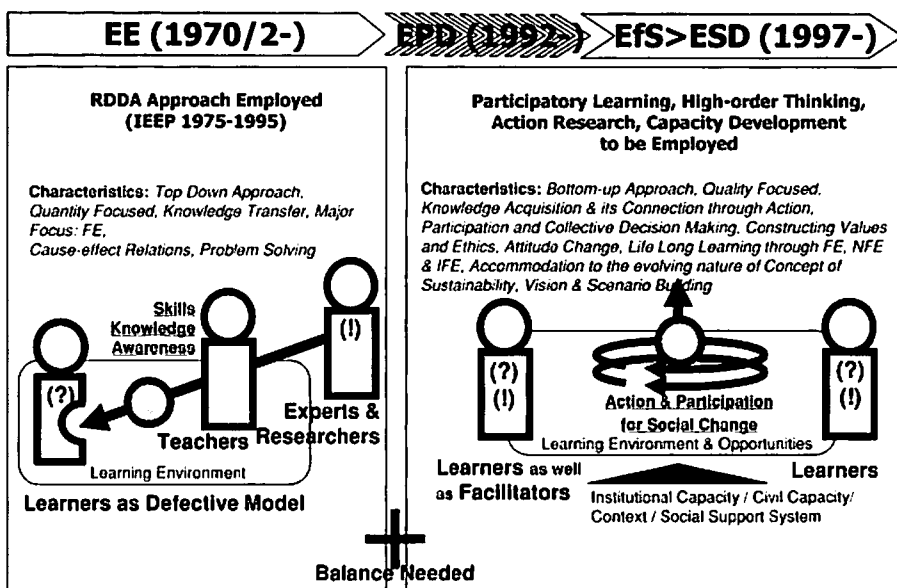 EE (1970/2-)
EPD (1992-)
EfS>ESD (1997-)
RDDA Approach Employed
(IEEP 1975-1995)
Characteristics: Top Down Approach,
Quantity Focused, Knowledge Transfer, Major
Focus: FE,
Cause-effect Relations, Problem Solving
Skills
Knowledge
Awareness
(!)
(?)
Teachers
Experts &
Researchers
Learning Environment
Learners as Defective Model
Participatory Learning, High-order Thinking,
Action Research, Capacity Development
to be Employed
Characteristics: Bottom-up Approach, Quality Focused,
Knowledge Acquisition & its Connection through Action,
Participation and Collective Decision Making, Constructing Values
and Ethics, Attitude Change, Life Long Learning through FE, NFE
& IFE, Accommodation to the evolving nature of Concept of
Sustainability, Vision & Scenario Building
(?)
(!)
(?)
(!)
Action & Participation
for Social Change
Learning Environment & Opportunities
Learners as well
as Facilitators
Learners
Institutional Capacity / Civil Capacity/
Context / Social Support System
Balance Needed